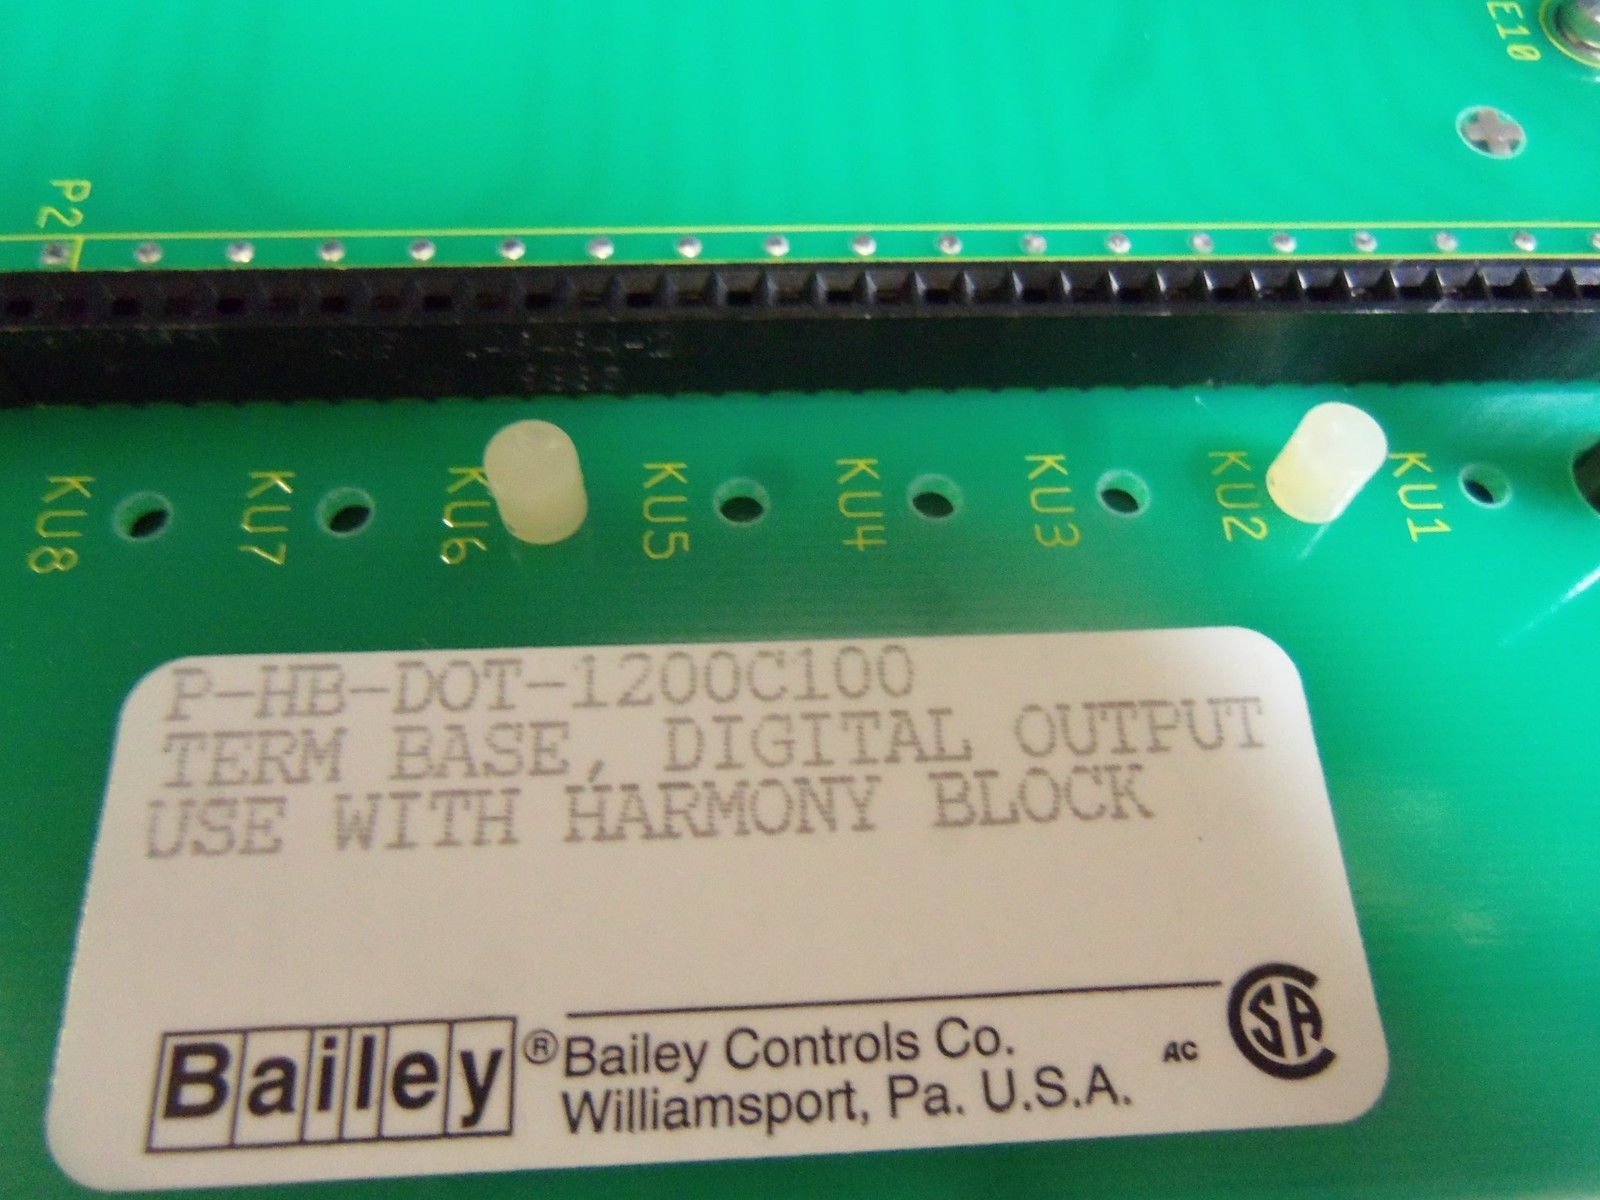 E10
P2
KU8 KU7 KU6 KU5 KU4 KU3 KU2 KU1
P-HB-DOT-1200C100
TERM BASE, DIGITAL OUTPUT
USE WITH HARMONY BLOCK
Bailey® Bailey Controls Co.
Williamsport, Pa. U.S.A.
AC
CSA